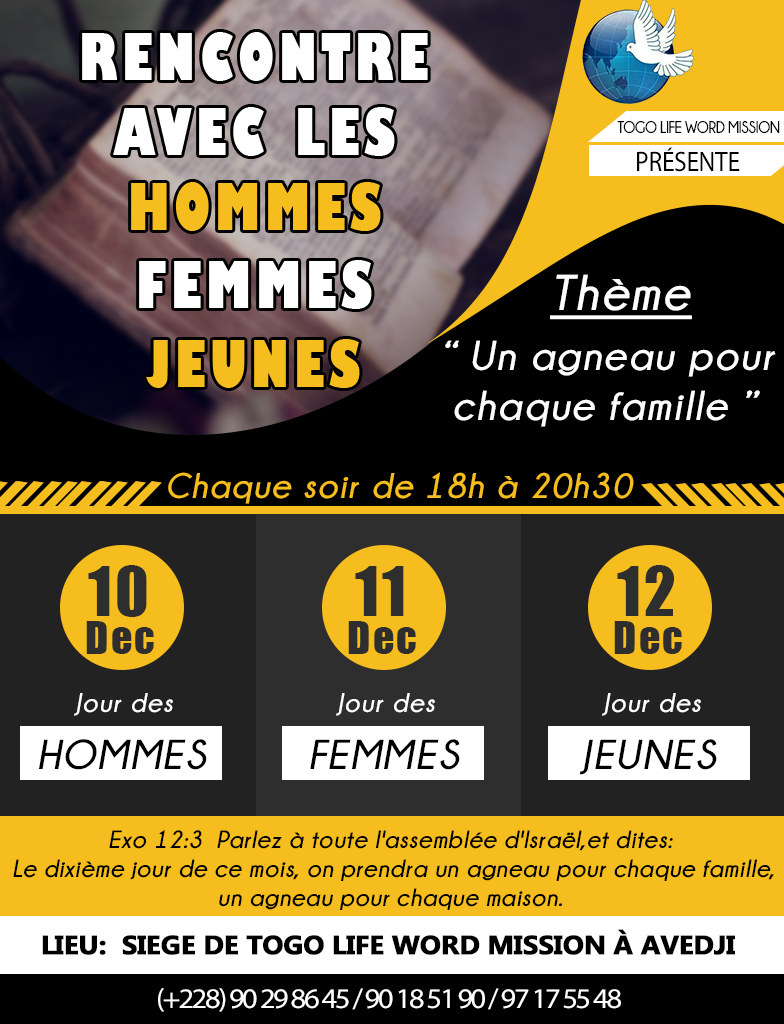 RENCONTRE
AVEC LES
HOMMES
FEMMES
JEUNES
TOGO LIFE WORD MISSION
PRÉSENTE
Thème
“ Un agneau pour
chaque famille ”
Chaque soir de 18h à 20h30
10
Dec
Jour des
HOMMES
11
Dec
Jour des
FEMMES
12
Dec
Jour des
JEUNES
Exo 12:3 Parlez à toute l'assemblée d'Israël,et dites:
Le dixième jour de ce mois, on prendra un agneau pour chaque famille,
un agneau pour chaque maison.
LIEU: SIEGE DE TOGO LIFE WORD MISSION À AVEDJI
(+228) 90 29 86 45 / 90 18 51 90 / 97 17 55 48